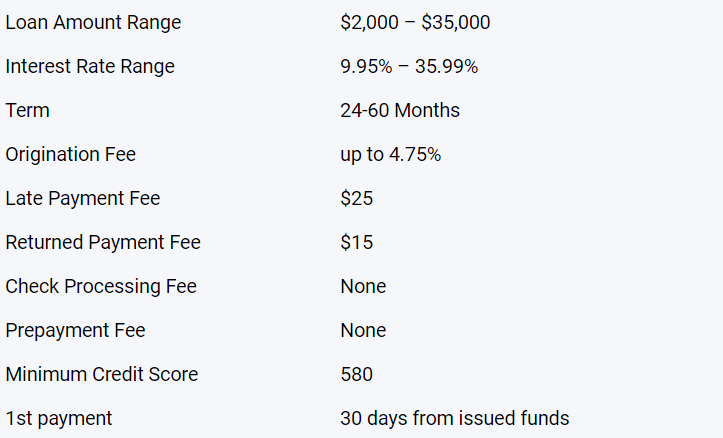 Loan Amount Range $2,000 – $35,000
Interest Rate Range 9.95% – 35.99%
Term 24-60 Months
Origination Fee up to 4.75%
Late Payment Fee $25
Returned Payment Fee $15
Check Processing Fee None
Prepayment Fee None
Minimum Credit Score 580
1st payment 30 days from issued funds